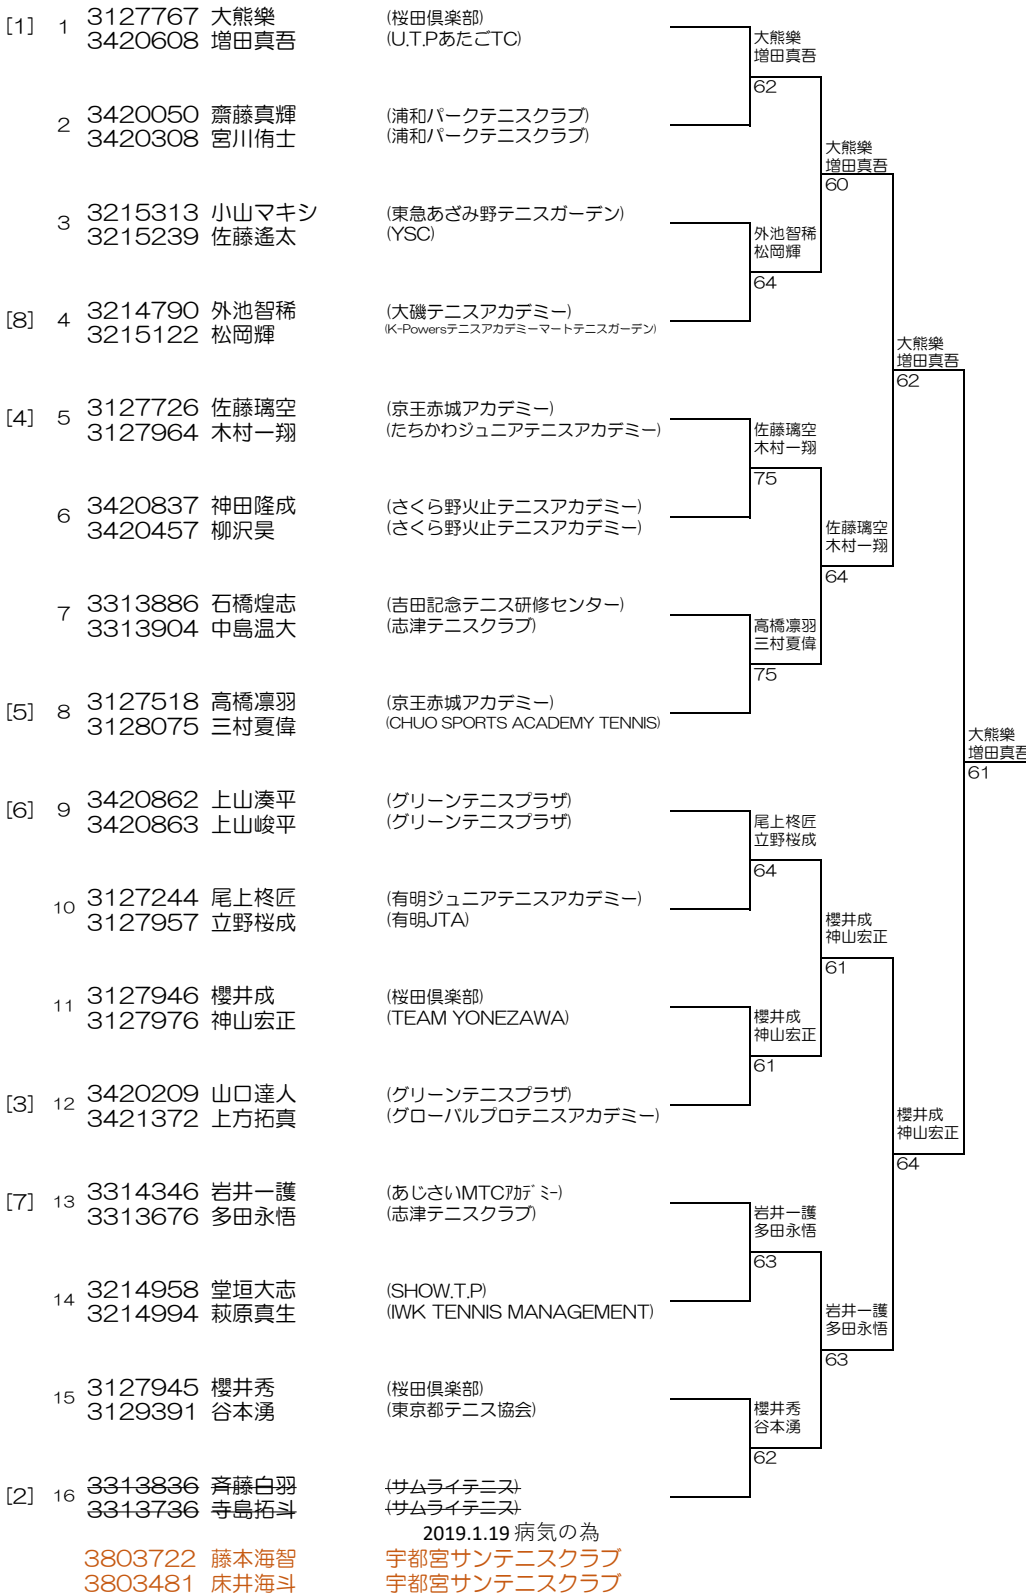 [1] 1 3127767 大熊樂 (桜田倶楽部)
3420608 増田真吾 (U.T.PあたごTC)
大熊樂
増田真吾
62
2 3420050 齋藤真輝 (浦和パークテニスクラブ)
3420308 宮川侑士 (浦和パークテニスクラブ)
大熊樂
増田真吾
60
3 3215313 小山マキシ (東急あざみ野テニスガーデン)
3215239 佐藤遙太 (YSC)
外池智稀
松岡輝
64
[8] 4 3214790 外池智稀 (大磯テニスアカデミー)
3215122 松岡輝 (K-Powersテニスアカデミーマートテニスガーデン)
大熊樂
増田真吾
62
[4] 5 3127726 佐藤璃空 (京王赤城アカデミー)
3127964 木村一翔 (たちかわジュニアテニスアカデミー)
佐藤璃空
木村一翔
75
6 3420837 神田隆成 (さくら野火止テニスアカデミー)
3420457 柳沢昊 (さくら野火止テニスアカデミー)
佐藤璃空
木村一翔
64
7 3313886 石橋煌志 (吉田記念テニス研修センター)
3313904 中島温大 (志津テニスクラブ)
高橋凛羽
三村夏偉
75
[5] 8 3127518 高橋凛羽 (京王赤城アカデミー)
3128075 三村夏偉 (CHUO SPORTS ACADEMY TENNIS)
大熊樂
増田真吾
61
[6] 9 3420862 上山湊平 (グリーンテニスプラザ)
3420863 上山峻平 (グリーンテニスプラザ)
尾上柊匠
立野桜成
64
10 3127244 尾上柊匠 (有明ジュニアテニスアカデミー)
3127957 立野桜成 (有明JTA)
櫻井成
神山宏正
61
11 3127946 櫻井成 (桜田倶楽部)
3127976 神山宏正 (TEAM YONEZAWA)
櫻井成
神山宏正
61
[3] 12 3420209 山口達人 (グリーンテニスプラザ)
3421372 上方拓真 (グローバルプロテニスアカデミー)
櫻井成
神山宏正
64
[7] 13 3314346 岩井一護 (あじさいMTCｱｶﾃﾞﾐｰ)
3313676 多田永悟 (志津テニスクラブ)
岩井一護
多田永悟
63
14 3214958 堂垣大志 (SHOW.T.P)
3214994 萩原真生 (IWK TENNIS MANAGEMENT)
岩井一護
多田永悟
63
15 3127945 櫻井秀 (桜田倶楽部)
3129391 谷本湧 (東京都テニス協会)
櫻井秀
谷本湧
62
[2] 16 3313836 斉藤白羽 (サムライテニス)
3313736 寺島拓斗 (サムライテニス)
2019.1.19 病気の為
3803722 藤本海智 宇都宮サンテニスクラブ
3803481 床井海斗 宇都宮サンテニスクラブ